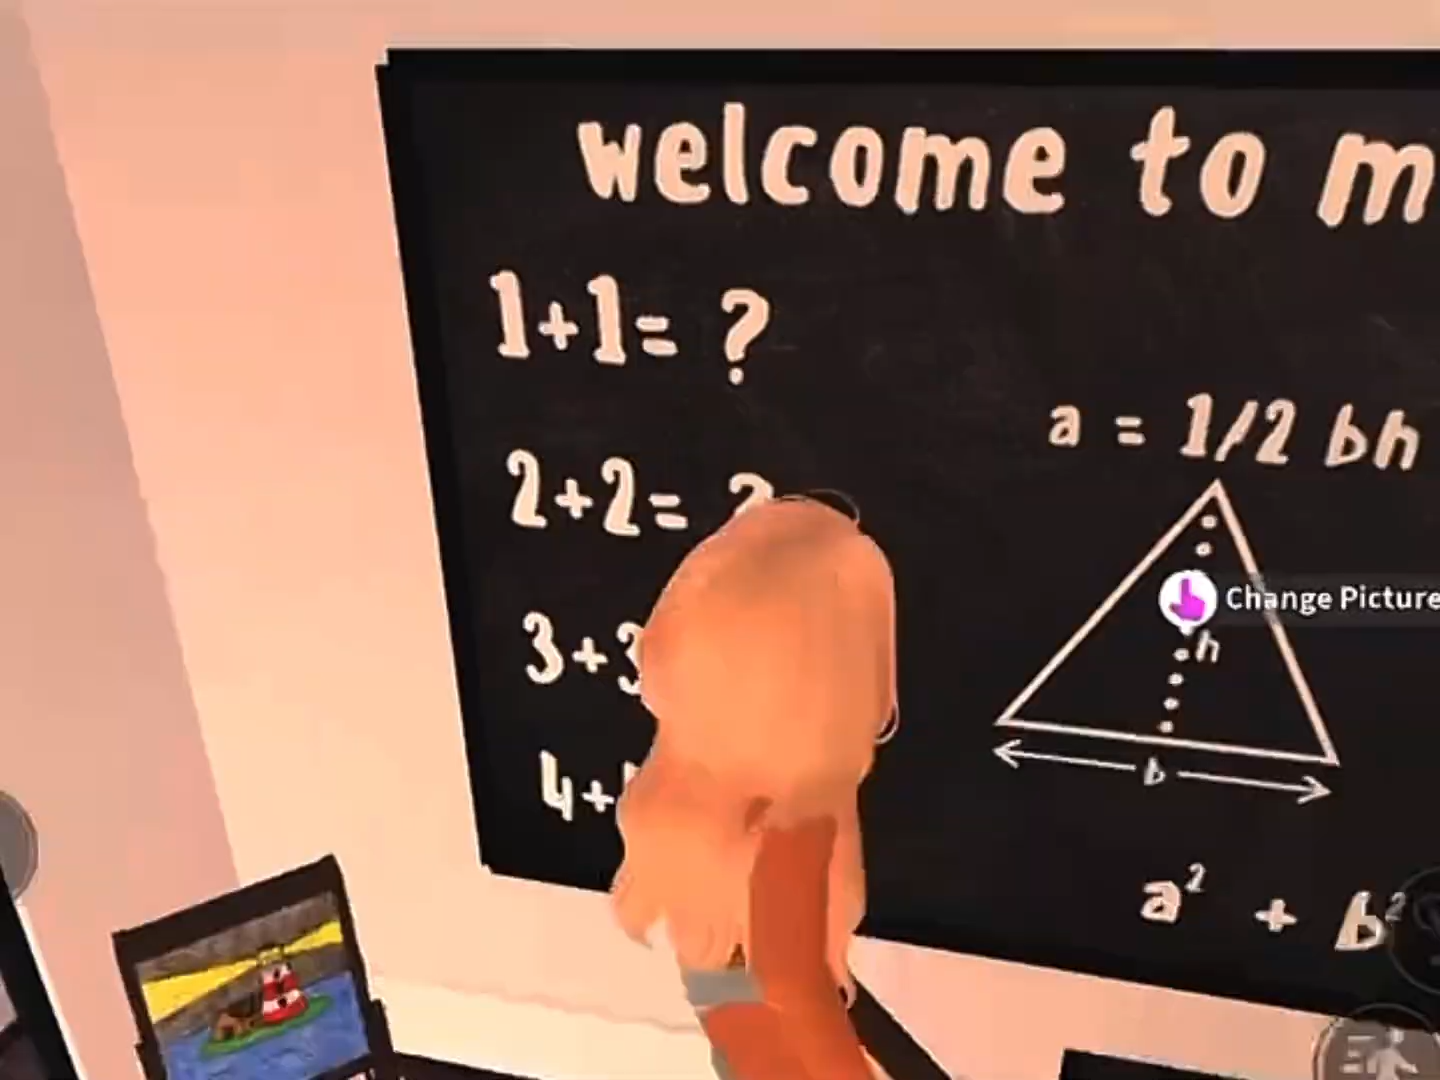 welcome to m
1+1= ?
2+2= ?
3+3
4+
a = 1/2 bh
Change Picture
h
b
a² + b²